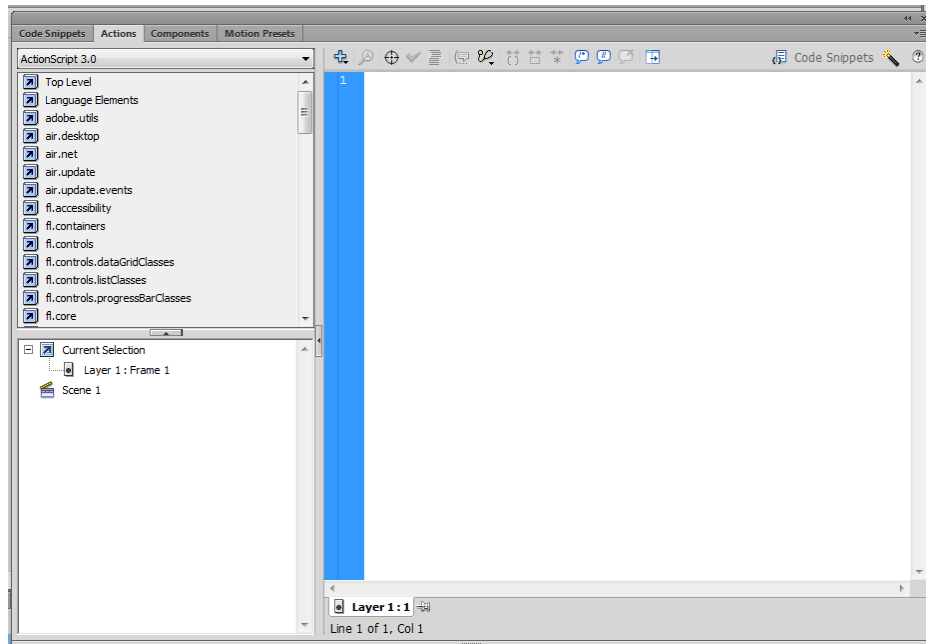 Code Snippets Actions Components Motion Presets
ActionScript 3.0
Code Snippets
Top Level
Language Elements
adobe.utils
air.desktop
air.net
air.update
air.update.events
fl.accessibility
fl.containers
fl.controls
fl.controls.dataGridClasses
fl.controls.listClasses
fl.controls.progressBarClasses
fl.core
Current Selection
Layer 1 : Frame 1
Scene 1
1
Layer 1 : 1
Line 1 of 1, Col 1